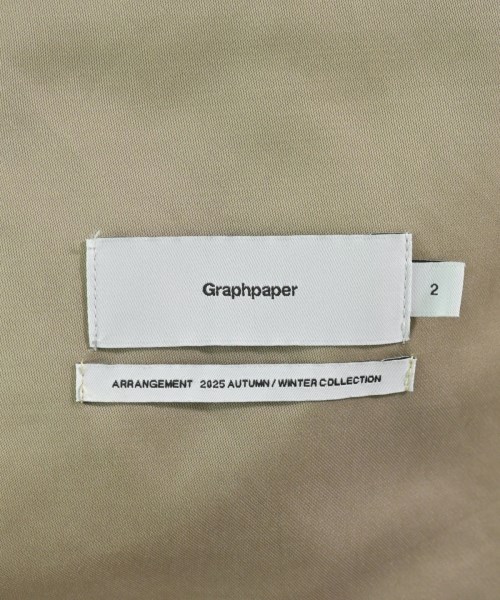 Graphpaper
2
ARRANGEMENT 2025 AUTUMN / WINTER COLLECTION